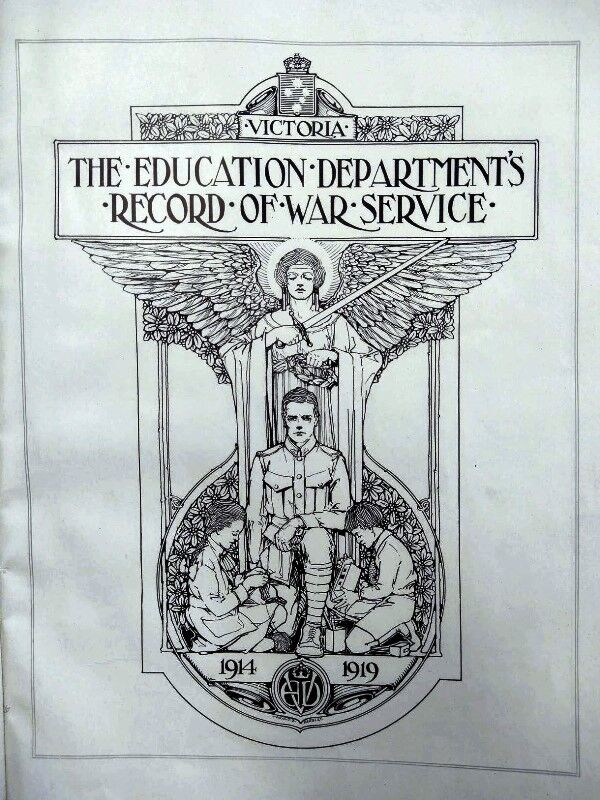 ·VICTORIA·
THE·EDUCATION·DEPARTMENT'S
·RECORD·OF·WAR·SERVICE·
1914 1919